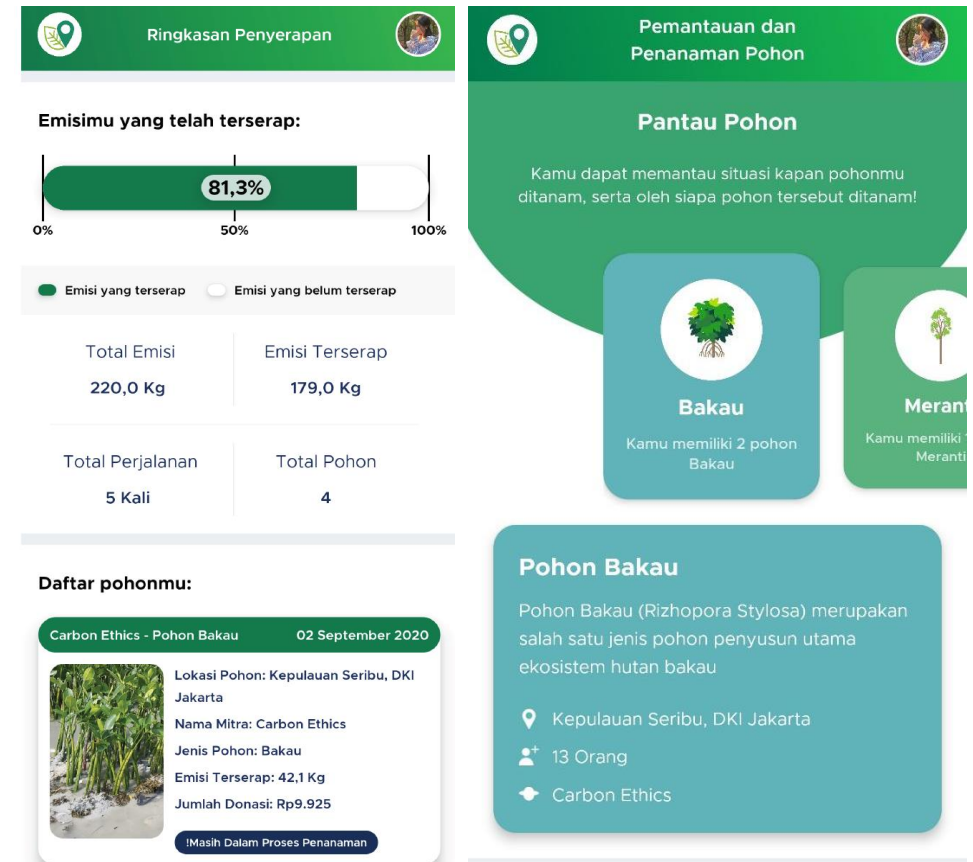 Ringkasan Penyerapan
Emisimu yang telah terserap:
81,3%
0%
50%
100%
Emisi yang terserap
Emisi yang belum terserap
Total Emisi
220,0 Kg
Emisi Terserap
179,0 Kg
Total Perjalanan
5 Kali
Total Pohon
4
Daftar pohonmu:
Carbon Ethics - Pohon Bakau
02 September 2020
Lokasi Pohon: Kepulauan Seribu, DKI
Jakarta
Nama Mitra: Carbon Ethics
Jenis Pohon: Bakau
Emisi Terserap: 42,1 Kg
Jumlah Donasi: Rp9.925
!Masih Dalam Proses Penanaman
Pemantauan dan
Penanaman Pohon
Pantau Pohon
Kamu dapat memantau situasi kapan pohonmu
ditanam, serta oleh siapa pohon tersebut ditanam!
Bakau
Kamu memiliki 2 pohon
Bakau
Merant
Kamu memiliki
Meranti
Pohon Bakau
Pohon Bakau (Rizhopora Stylosa) merupakan
salah satu jenis pohon penyusun utama
ekosistem hutan bakau
Kepulauan Seribu, DKI Jakarta
13 Orang
Carbon Ethics